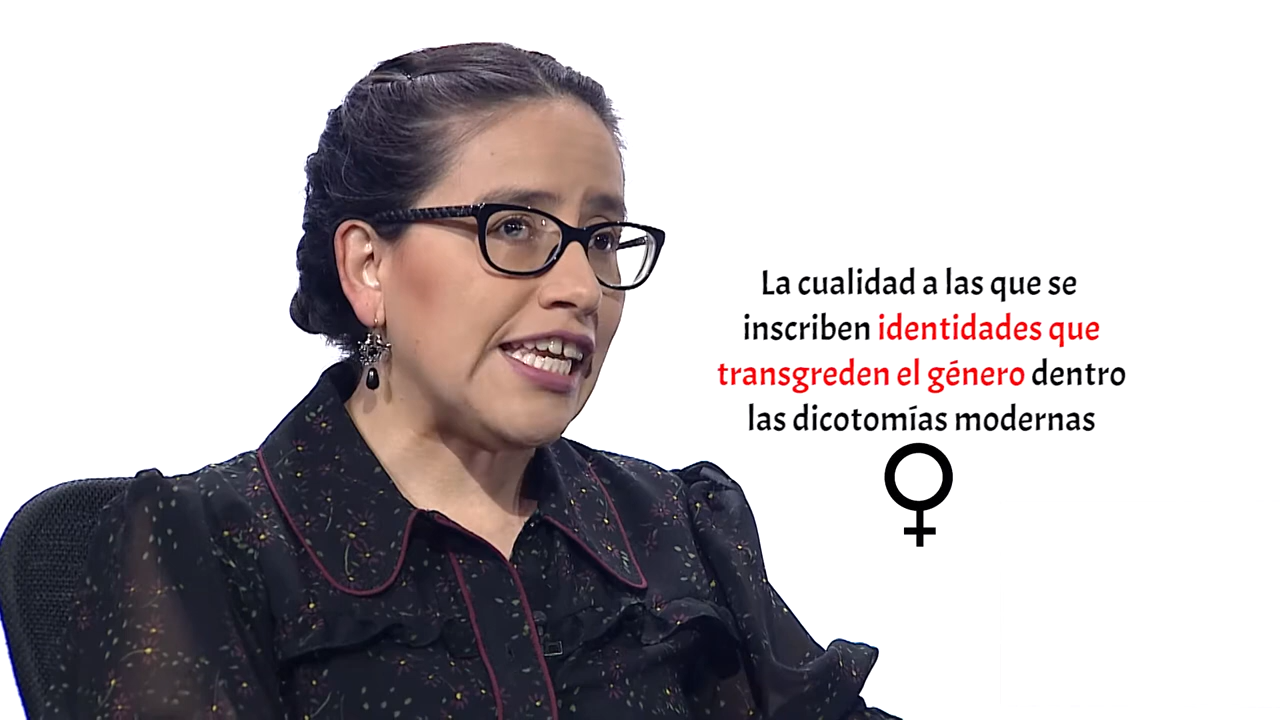 La cualidad a las que se
inscriben identidades que
transgreden el género dentro
las dicotomías modernas